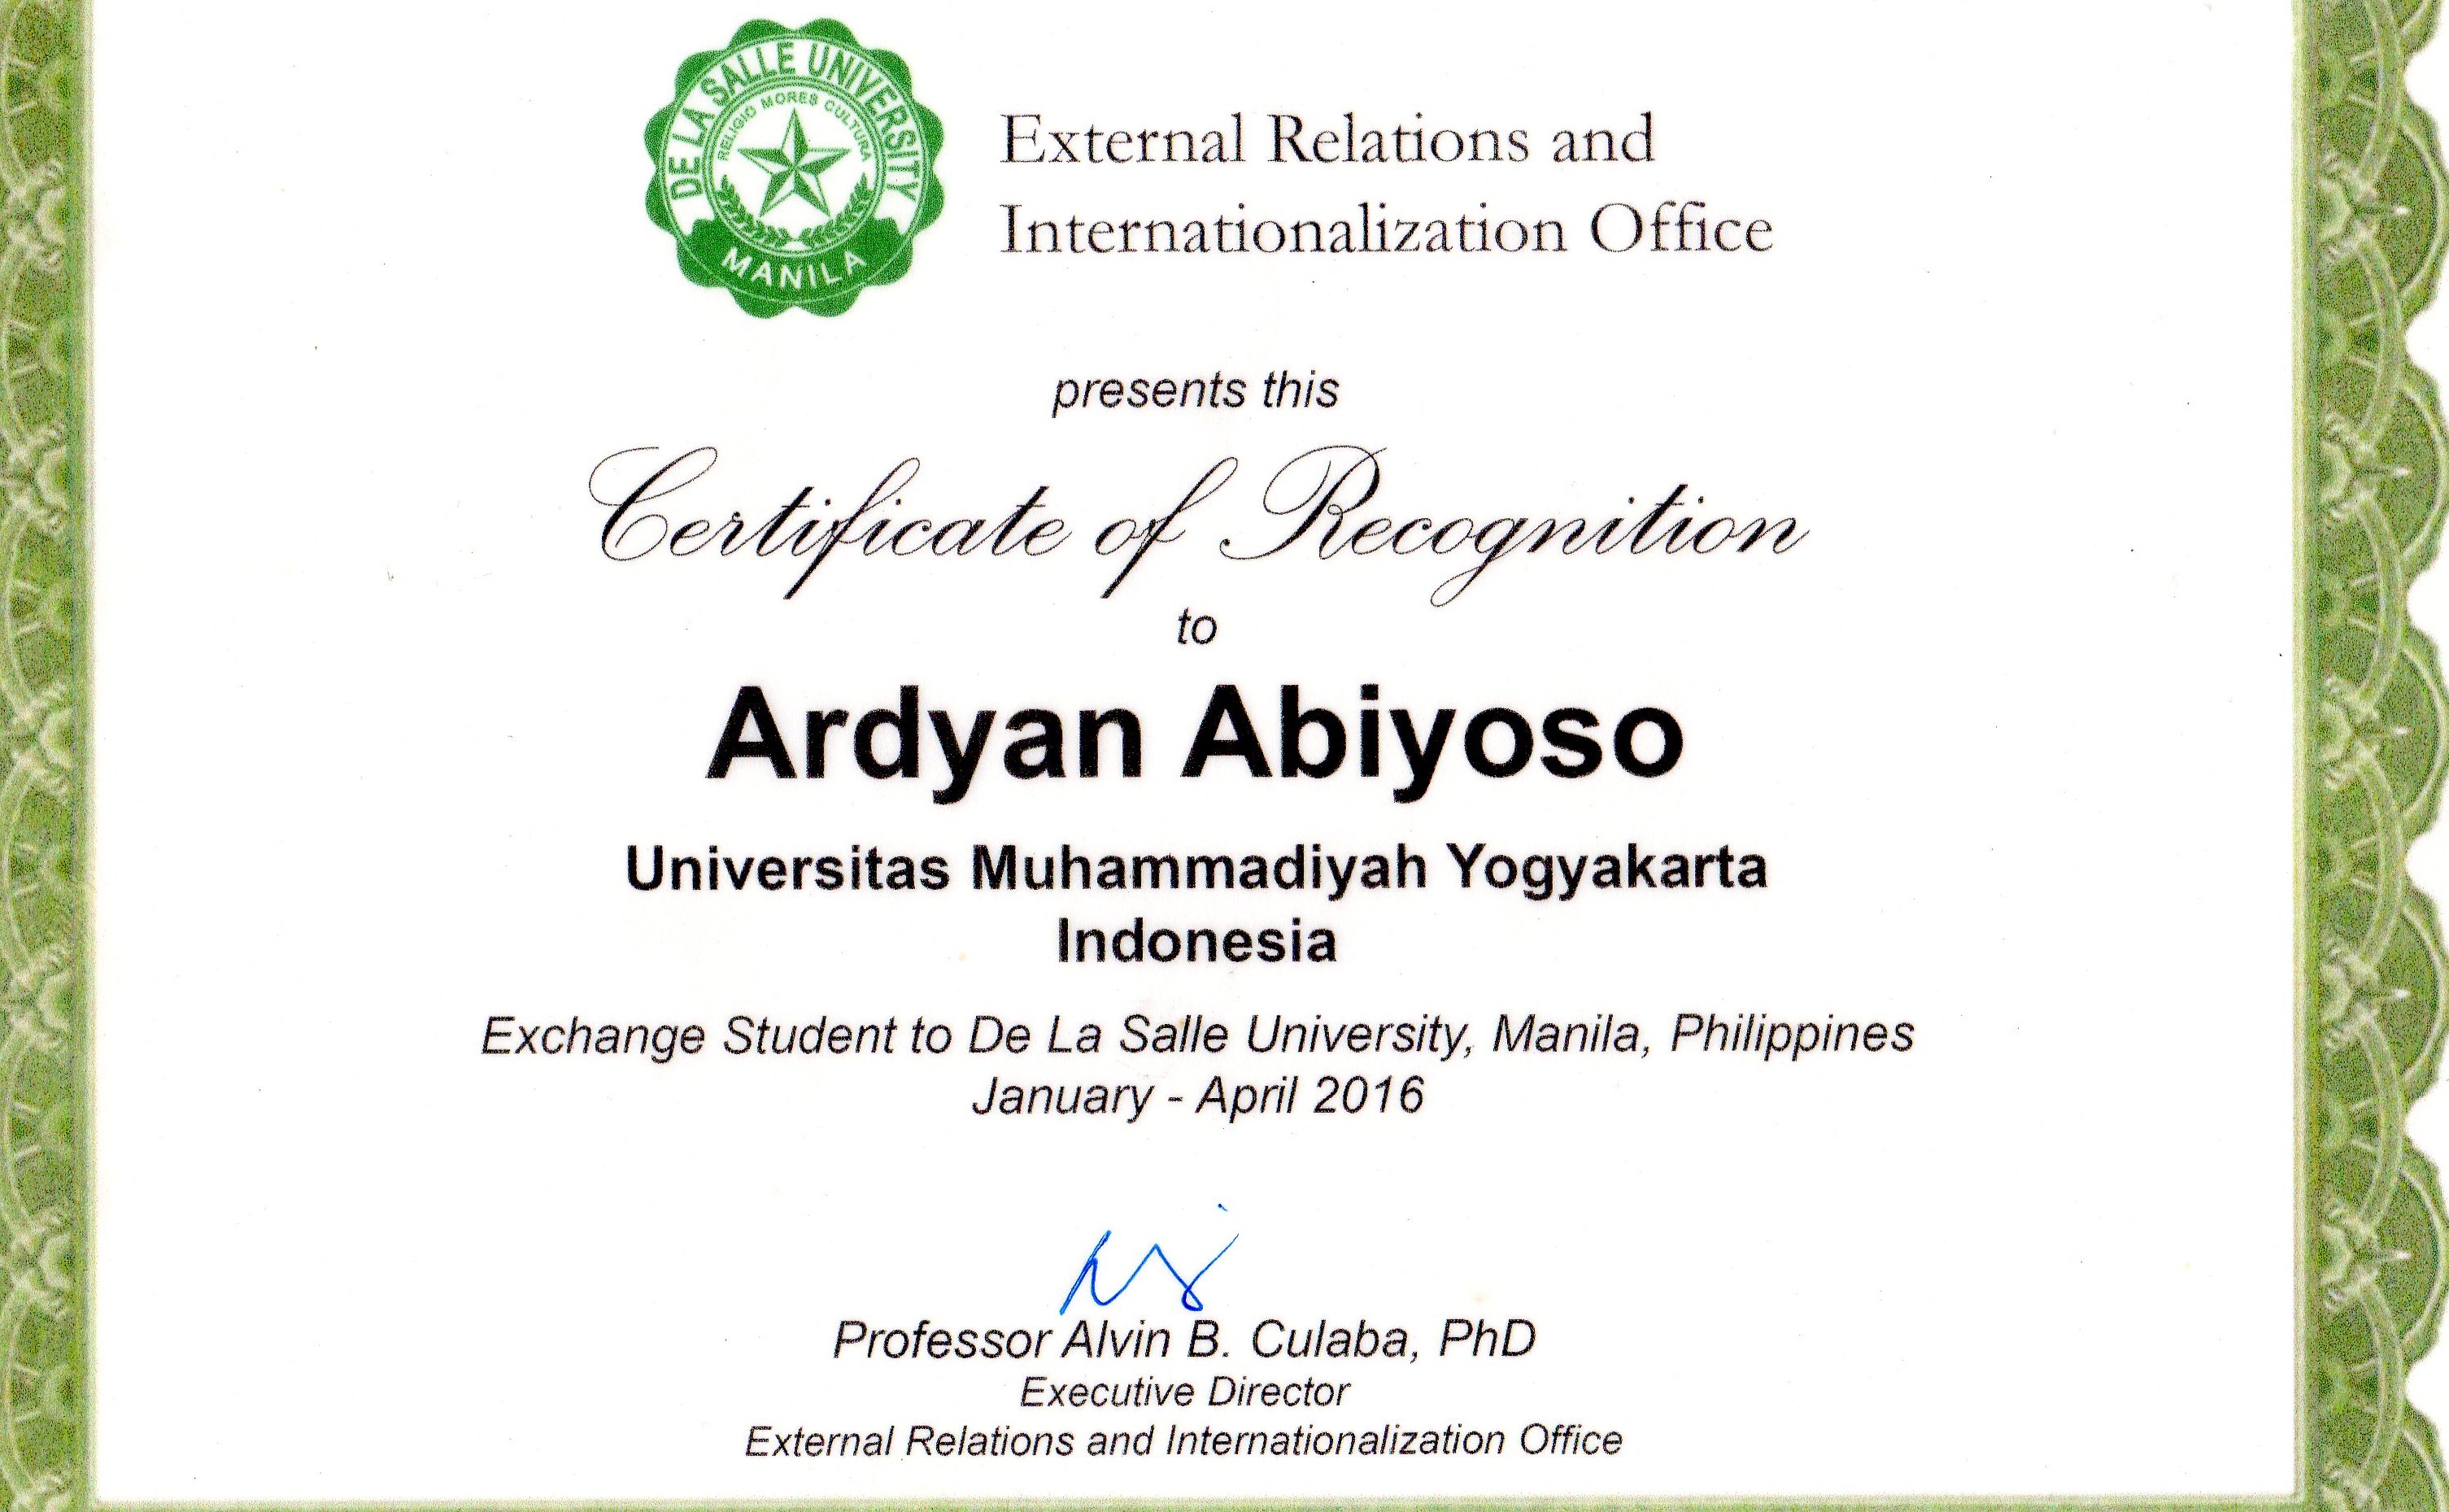 DE LA SALLE UNIVERSITY
RELIGIO MORES CULTURA
MANILA
External Relations and
Internationalization Office
presents this
Certificate of Recognition
to
Ardyan Abiyoso
Universitas Muhammadiyah Yogyakarta
Indonesia
Exchange Student to De La Salle University, Manila, Philippines
January - April 2016
Professor Alvin B. Culaba, PhD
Executive Director
External Relations and Internationalization Office